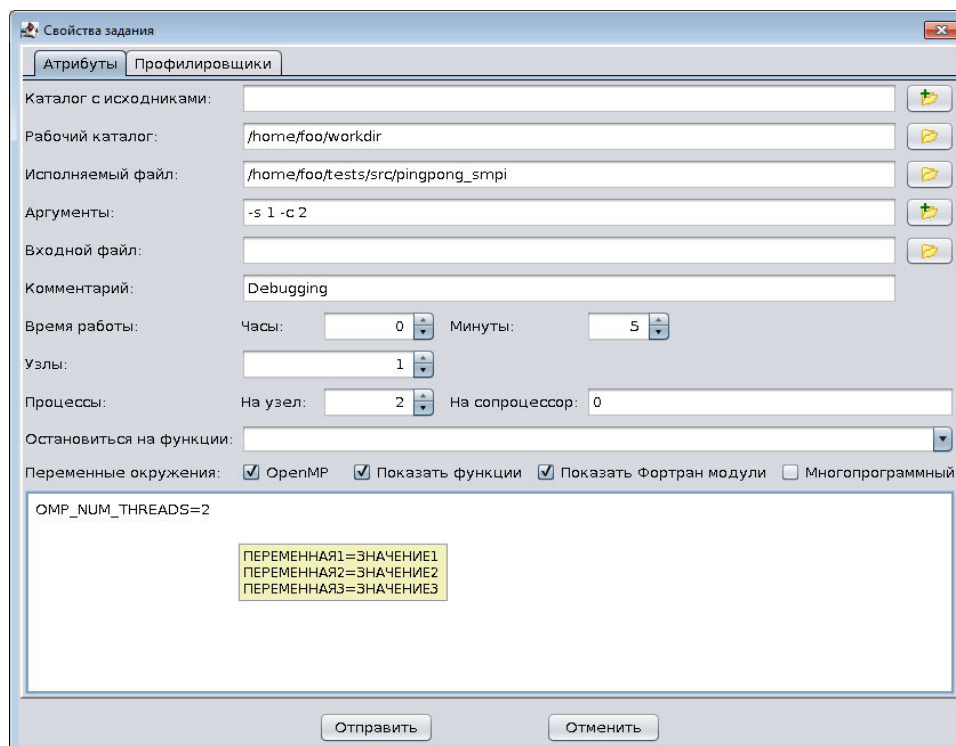 Свойства задания
Атрибуты Профилировщики
Каталог с исходниками:
Рабочий каталог: /home/foo/workdir
Исполняемый файл: /home/foo/tests/src/pingpong_smpi
Аргументы: -s 1 -c 2
Входной файл:
Комментарий: Debugging
Время работы: Часы: 0 Минуты: 5
Узлы: 1
Процессы: На узел: 2 На сопроцессор: 0
Остановиться на функции:
Переменные окружения: OpenMP Показать функции Показать Фортран модули Многопрограммный
OMP_NUM_THREADS=2
ПЕРЕМЕННАЯ1=ЗНАЧЕНИЕ1
ПЕРЕМЕННАЯ2=ЗНАЧЕНИЕ2
ПЕРЕМЕННАЯ3=ЗНАЧЕНИЕ3
Отправить Отменить